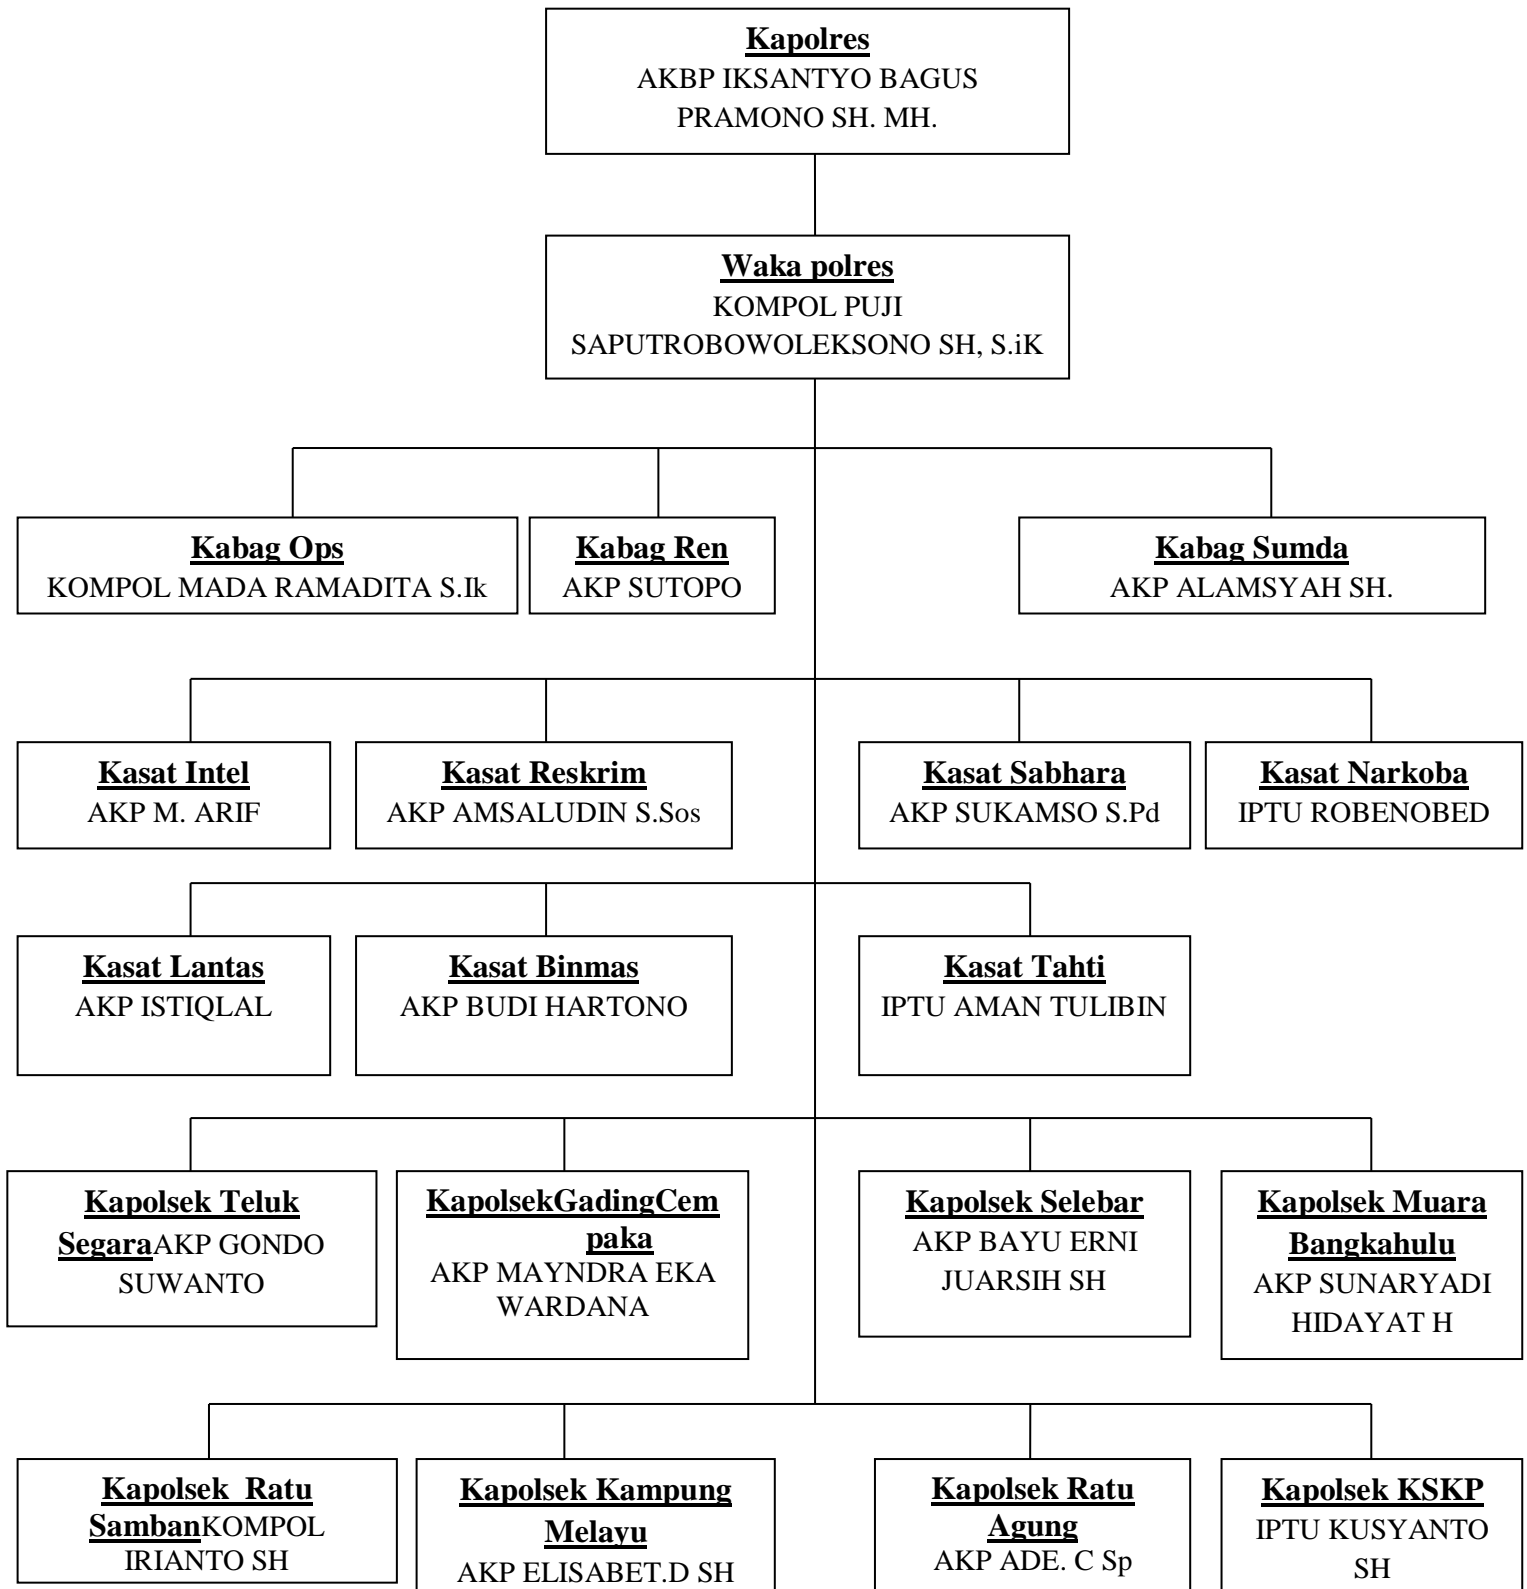 Kapolres
AKBP IKSANTYO BAGUS
PRAMONO SH. MH.
Waka polres
KOMPOL PUJI
SAPUTROBOWOLEKSONO SH, S.iK
Kabag Ops
KOMPOL MADA RAMADITA S.Ik
Kabag Ren
AKP SUTOPO
Kabag Sumda
AKP ALAMSYAH SH.
Kasat Intel
AKP M. ARIF
Kasat Reskrim
AKP AMSALUDIN S.Sos
Kasat Sabhara
AKP SUKAMSO S.Pd
Kasat Narkoba
IPTU ROBENOBED
Kasat Lantas
AKP ISTIQLAL
Kasat Binmas
AKP BUDI HARTONO
Kasat Tahti
IPTU AMAN TULIBIN
Kapolsek Teluk
SegaraAKP GONDO
SUWANTO
KapolsekGadingCem
paka
AKP MAYNDRA EKA
WARDANA
Kapolsek Selebar
AKP BAYU ERNI
JUARSIH SH
Kapolsek Muara
Bangkahulu
AKP SUNARYADI
HIDAYAT H
Kapolsek  Ratu
SambanKOMPOL
IRIANTO SH
Kapolsek Kampung
Melayu
AKP ELISABET.D SH
Kapolsek Ratu
Agung
AKP ADE. C Sp
Kapolsek KSKP
IPTU KUSYANTO
SH